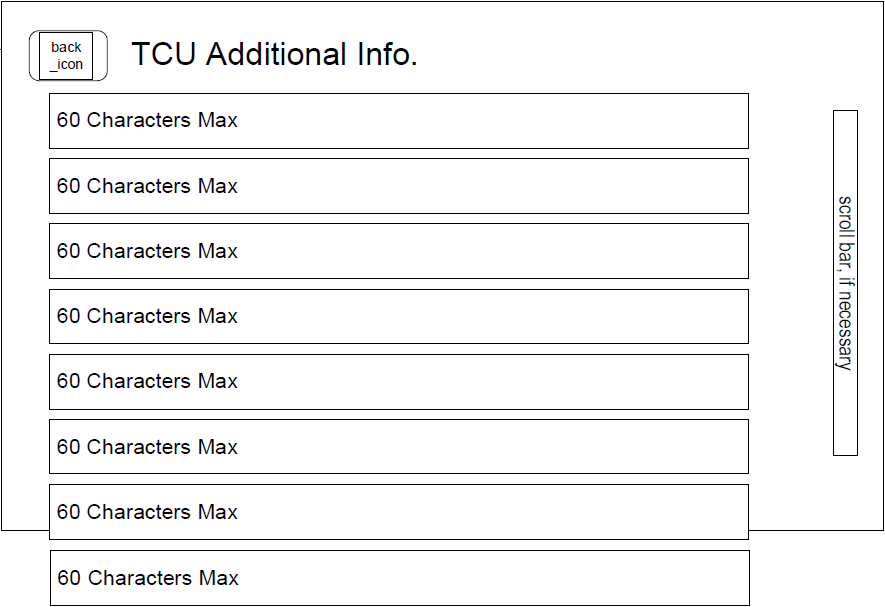 back
_icon
TCU Additional Info.
60 Characters Max
60 Characters Max
60 Characters Max
60 Characters Max
60 Characters Max
60 Characters Max
60 Characters Max
60 Characters Max
scroll bar, if necessary